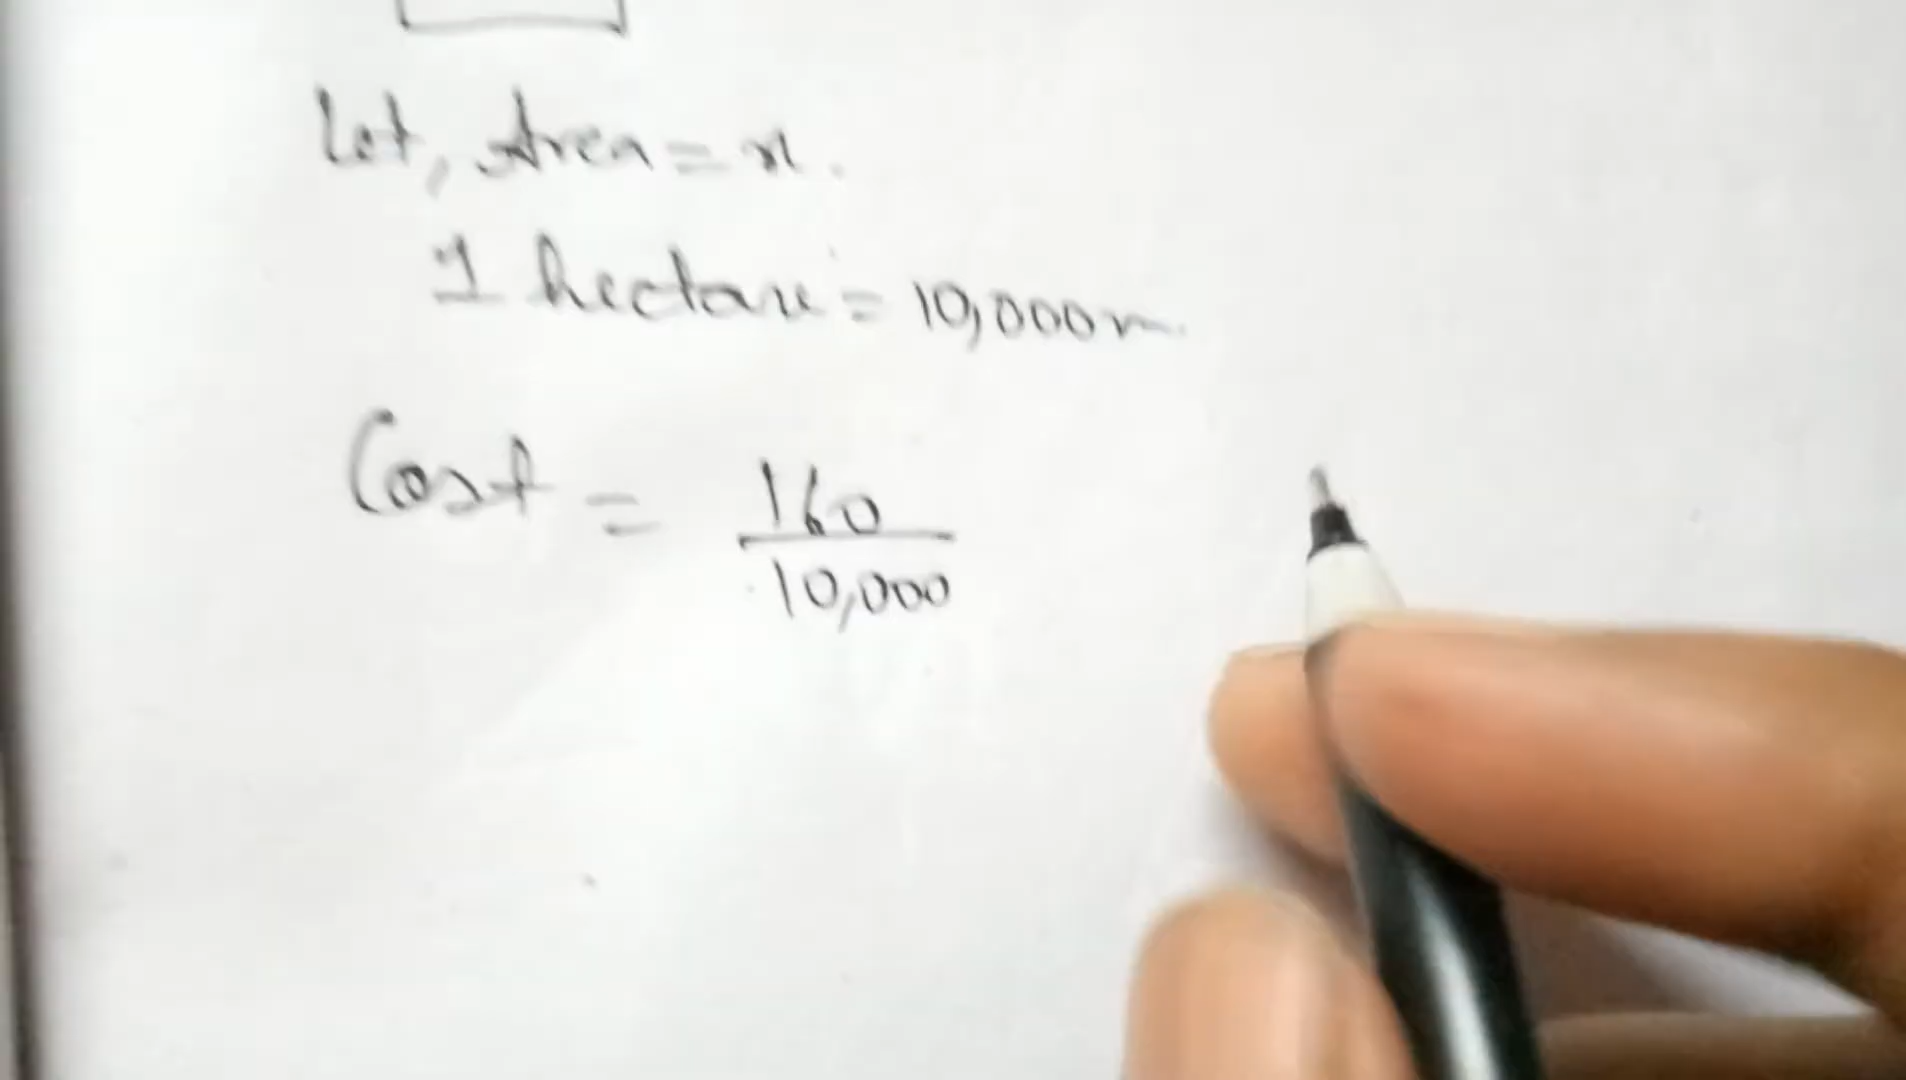 Let, Area = x.
1 hectare = 10,000 m.
Cost = 160
10,000